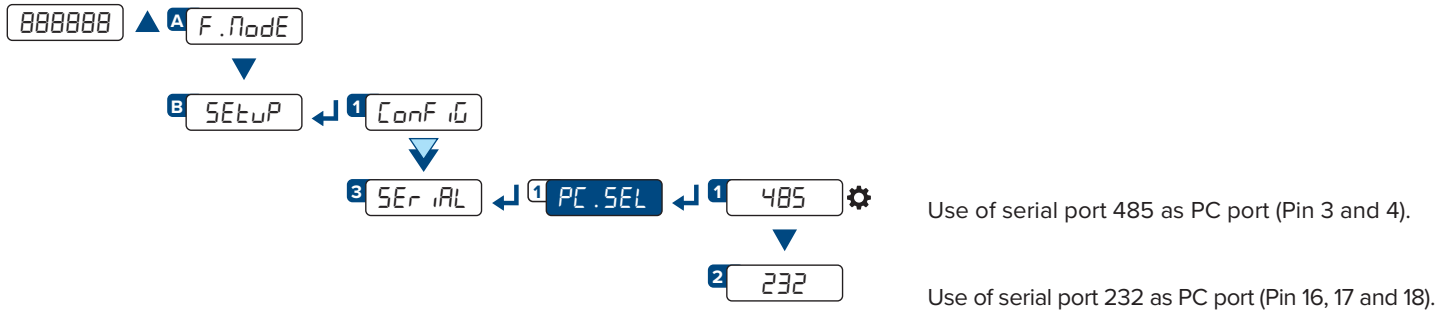 888888 A F.ModE
B SEtuP 1 ConFiG
3 SEriAL 1 PC.SEL 1 485 Use of serial port 485 as PC port (Pin 3 and 4).
2 232 Use of serial port 232 as PC port (Pin 16, 17 and 18).